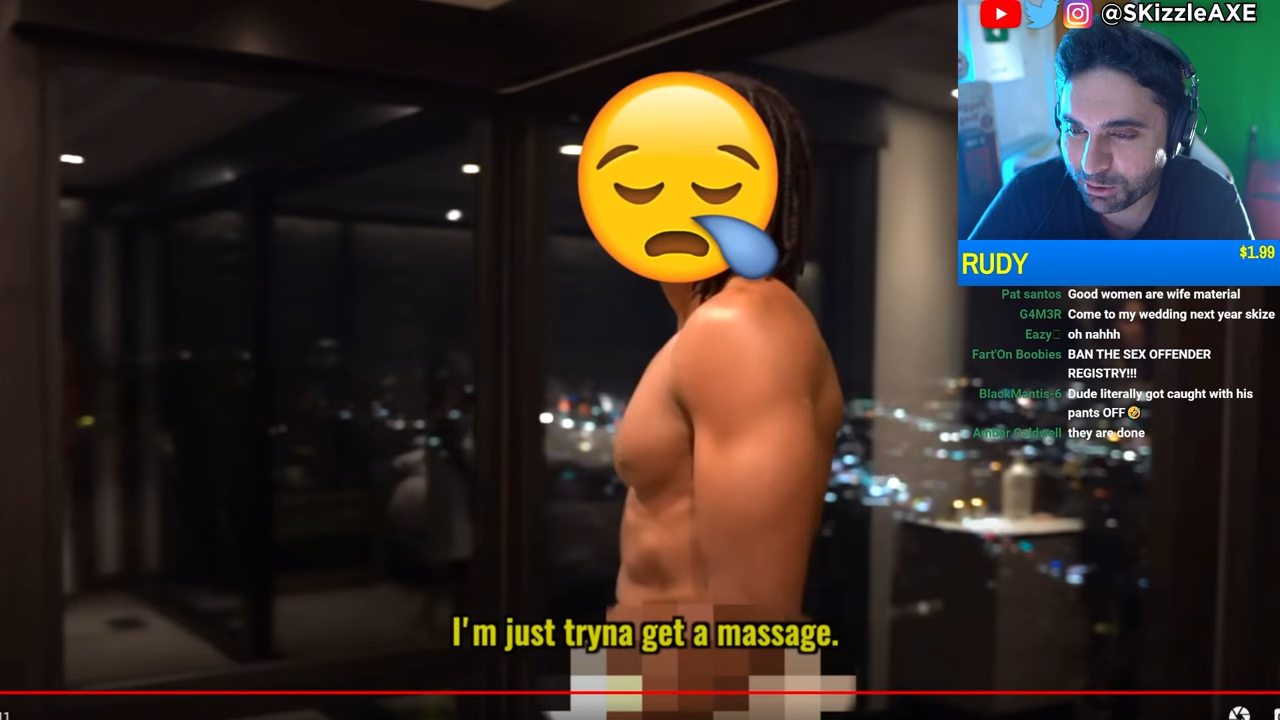 @SKizzleAXE
RUDY
$1.99
Pat santos Good women are wife material
G4M3R Come to my wedding next year skize
Eazy oh nahhh
Fart'On Boobies BAN THE SEX OFFENDER
REGISTRY!!!
BlackMantis-6 Dude literally got caught with his
pants OFF 🤣
Amber Caldwell they are done
I'm just tryna get a massage.